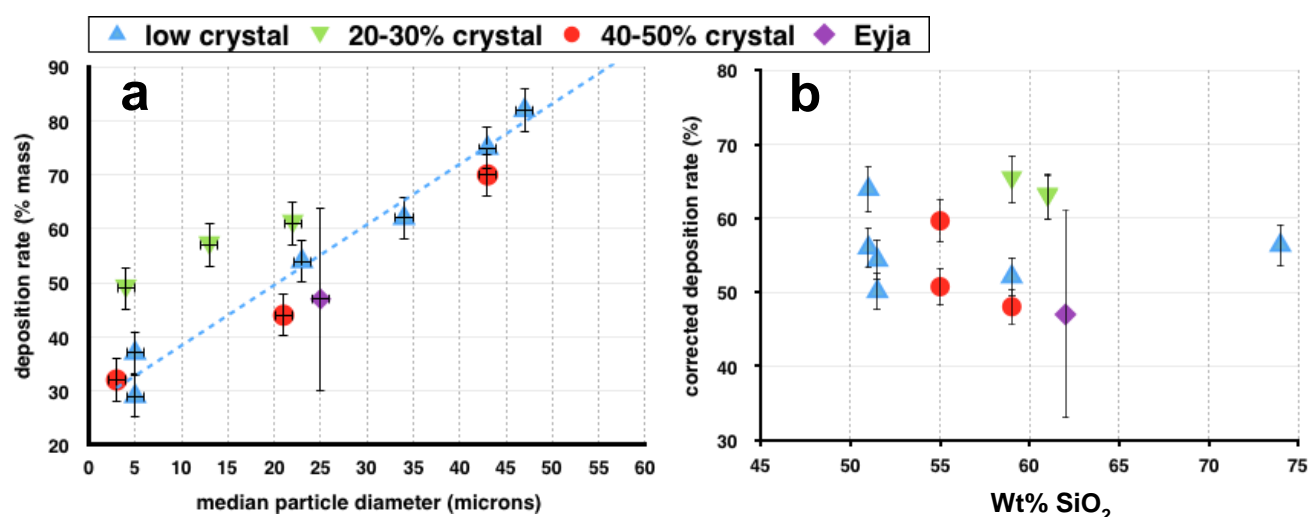 low crystal 20-30% crystal 40-50% crystal Eyja
a
90
80
70
60
50
40
30
20
deposition rate (% mass)
0 5 10 15 20 25 30 35 40 45 50 55 60
median particle diameter (microns)
b
80
70
60
50
40
30
corrected deposition rate (%)
45 50 55 60 65 70 75
Wt% SiO₂